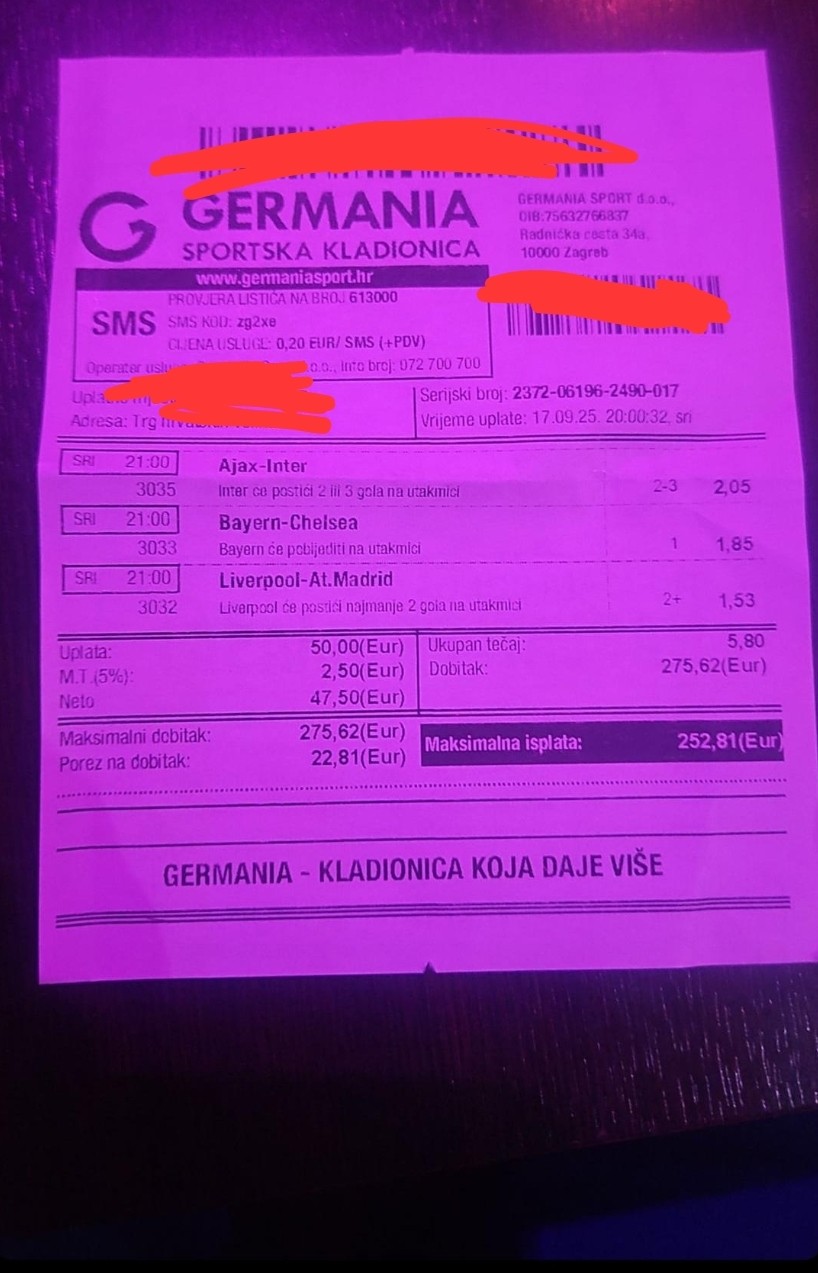 GERMANIA
SPORTSKA KLADIONICA
GERMANIA SPORT d.o.o.,
OIB:75632766837
Radnička cesta 34a,
10000 Zagreb
www.germaniasport.hr
SMS
PROVJERA LISTIĆA NA BROJ 613000
SMS KOD: zg2xe
CIJENA USLUGE: 0,20 EUR/ SMS (+PDV)
Operater o.o., Info broj: 072 700 700
Adresa: Trg
Serijski broj: 2372-06196-2490-017
Vrijeme uplate: 17.09.25. 20:00:32, sri
SRI 21:00 Ajax-Inter
3035 Inter će postići 2 ili 3 gola na utakmici 2-3 2,05
SRI 21:00 Bayern-Chelsea
3033 Bayern će pobijediti na utakmici 1 1,85
SRI 21:00 Liverpool-At.Madrid
3032 Liverpool će postići najmanje 2 gola na utakmici 2+ 1,53
Uplata: 50,00(Eur) Ukupan tečaj: 5,80
M.T.(5%): 2,50(Eur) Dobitak: 275,62(Eur)
Neto 47,50(Eur)
Maksimalni dobitak: 275,62(Eur) Maksimalna isplata: 252,81(Eur)
Porez na dobitak: 22,81(Eur)
GERMANIA - KLADIONICA KOJA DAJE VIŠE